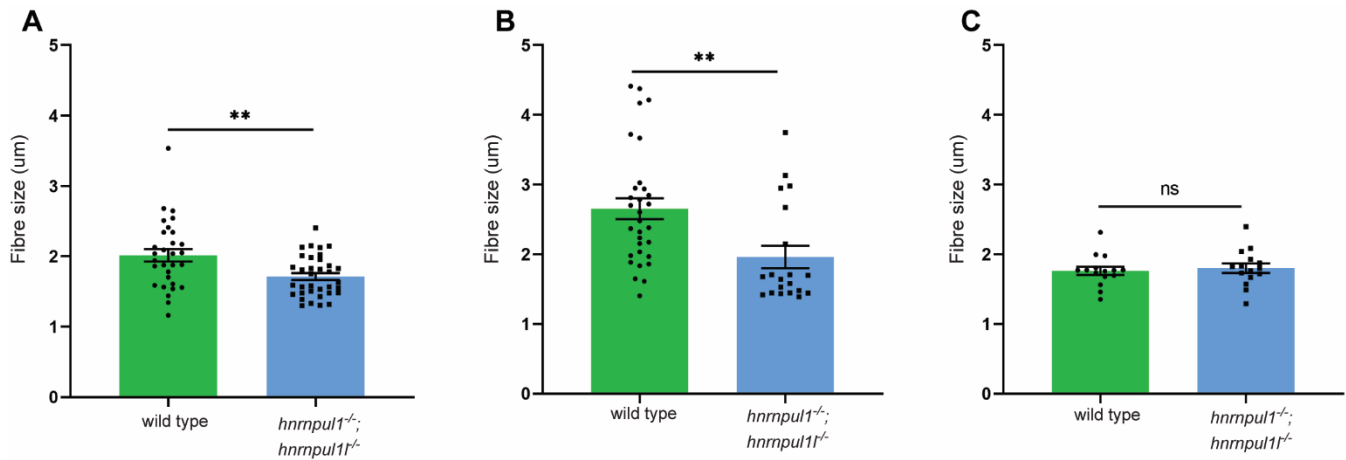 A
5
4
3
2
1
0
Fibre size (um)
**
wild type
hnrnpul1-/-;
hnrnpul1l-/-
B
5
4
3
2
1
0
Fibre size (um)
**
wild type
hnrnpul1-/-;
hnrnpul1l-/-
C
5
4
3
2
1
0
Fibre size (um)
ns
wild type
hnrnpul1-/-;
hnrnpul1l-/-